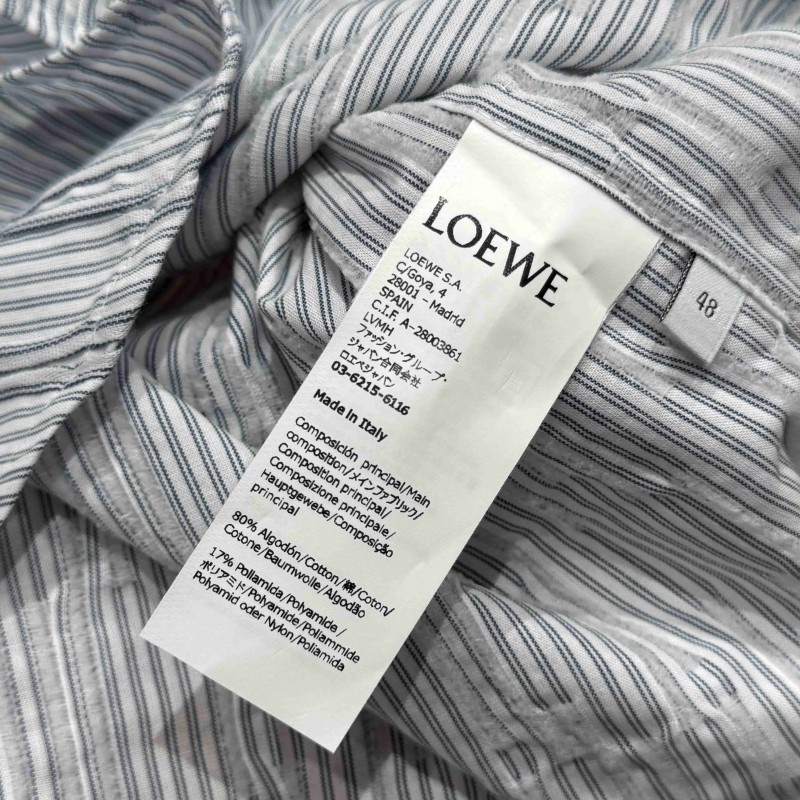 LOEWE
LOEWE S.A.
C/Goya, 4
28001 - Madrid
SPAIN
C.I.F. A-28003861
LVMH
ファッション・グループ・
ジャパン合同会社
ロエベジャパン
03-6215-6116
Made in Italy
Composición principal/Main
composition/メインファブリック/
Composition principal/
Composizione principale/
Hauptgewebe/Composição
principal
80% Algodón/Cotton/綿/Coton/
Cotone/Baumwolle/Algodão
17% Poliamida/Polyamide/
ポリアミド/Polyamide/Poliammide
Polyamid oder Nylon/Poliamida
48